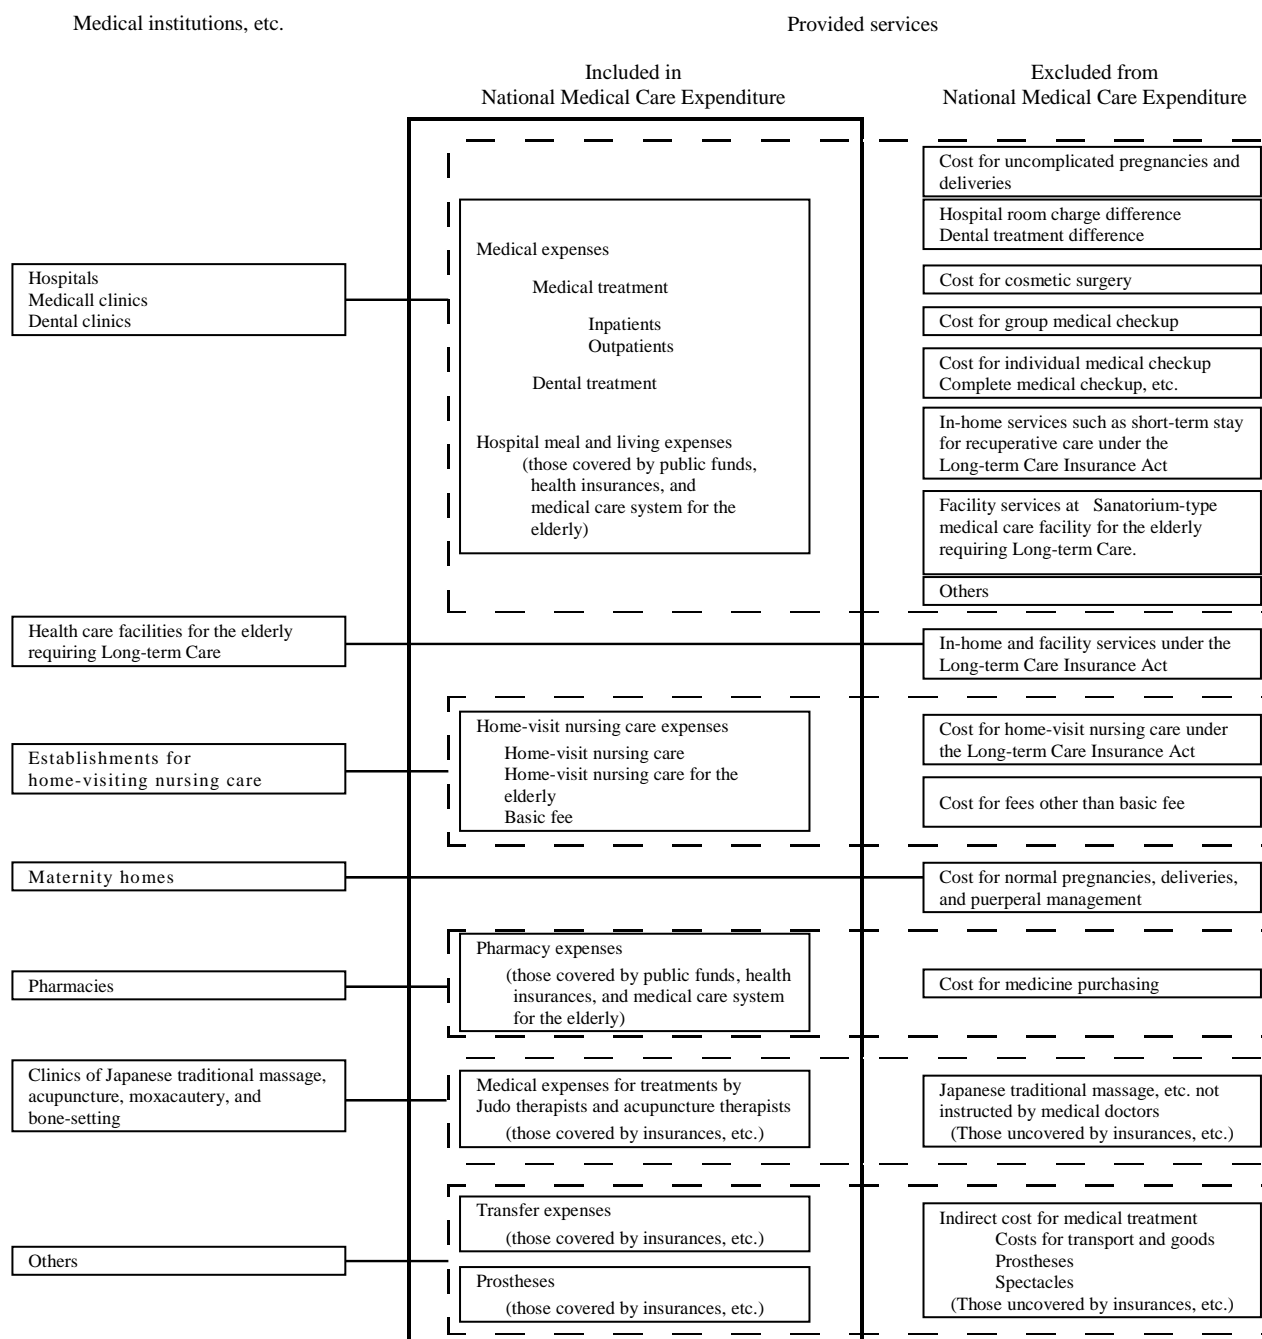 Medical institutions, etc.
Provided services
Included in
National Medical Care Expenditure
Excluded from
National Medical Care Expenditure
Hospitals
Medicall clinics
Dental clinics
Medical expenses
Medical treatment
Inpatients
Outpatients
Dental treatment
Hospital meal and living expenses
(those covered by public funds,
health insurances, and
medical care system for the
elderly)
Cost for uncomplicated pregnancies and
deliveries
Hospital room charge difference
Dental treatment difference
Cost for cosmetic surgery
Cost for group medical checkup
Cost for individual medical checkup
Complete medical checkup, etc.
In-home services such as short-term stay
for recuperative care under the
Long-term Care Insurance Act
Facility services at Sanatorium-type
medical care facility for the elderly
requiring Long-term Care.
Others
Health care facilities for the elderly
requiring Long-term Care
In-home and facility services under the
Long-term Care Insurance Act
Establishments for
home-visiting nursing care
Home-visit nursing care expenses
Home-visit nursing care
Home-visit nursing care for the
elderly
Basic fee
Cost for home-visit nursing care under
the Long-term Care Insurance Act
Cost for fees other than basic fee
Maternity homes
Cost for normal pregnancies, deliveries,
and puerperal management
Pharmacies
Pharmacy expenses
(those covered by public funds, health
insurances, and medical care system
for the elderly)
Cost for medicine purchasing
Clinics of Japanese traditional massage,
acupuncture, moxacautery, and
bone-setting
Medical expenses for treatments by
Judo therapists and acupuncture therapists
(those covered by insurances, etc.)
Japanese traditional massage, etc. not
instructed by medical doctors
(Those uncovered by insurances, etc.)
Others
Transfer expenses
(those covered by insurances, etc.)
Prostheses
(those covered by insurances, etc.)
Indirect cost for medical treatment
Costs for transport and goods
Prostheses
Spectacles
(Those uncovered by insurances, etc.)